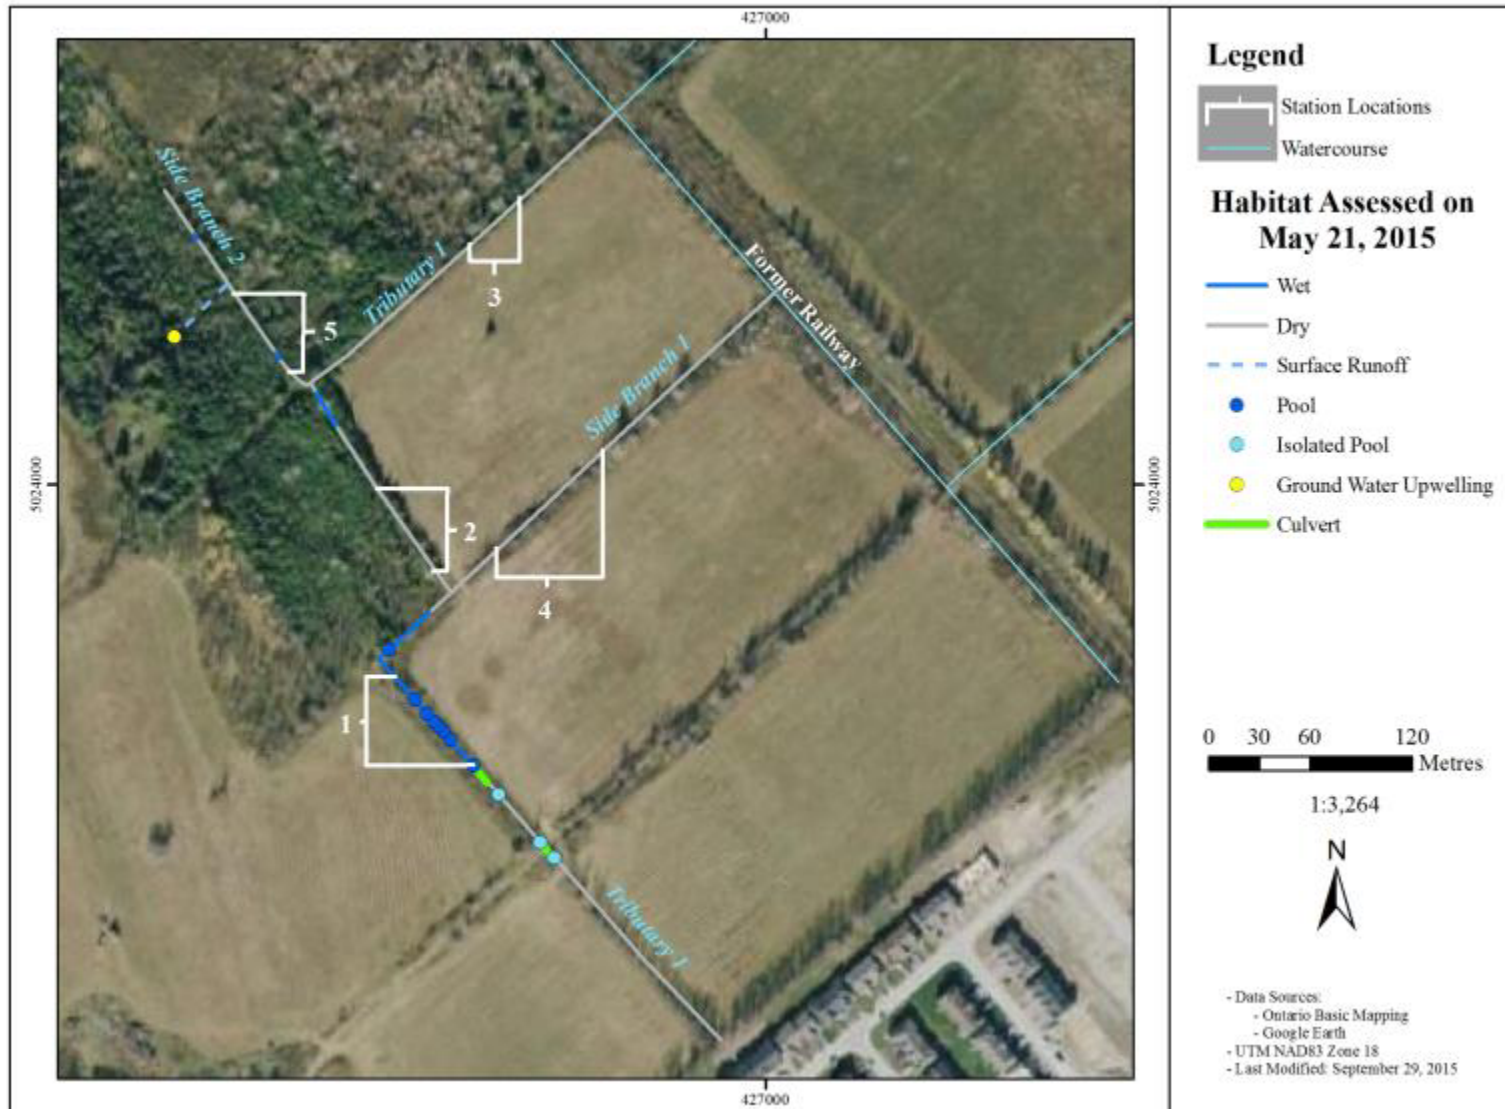 427000
Legend
Station Locations
Watercourse
Habitat Assessed on
May 21, 2015
Wet
Dry
Surface Runoff
Pool
Isolated Pool
Ground Water Upwelling
Culvert
0 30 60 120
Metres
1:3,264
N
- Data Sources:
- Ontario Basic Mapping
- Google Earth
- UTM NAD83 Zone 18
- Last Modified: September 29, 2015
Side Branch 2
Tributary 1
3
5
Former Railway
Side Branch 1
5024000
5024000
2
4
1
Tributary 1
427000